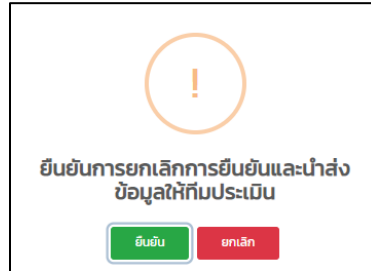 !
ยืนยันการยกเลิกการยืนยันและนำส่ง
ข้อมูลให้ทีมประเมิน
ยืนยัน ยกเลิก